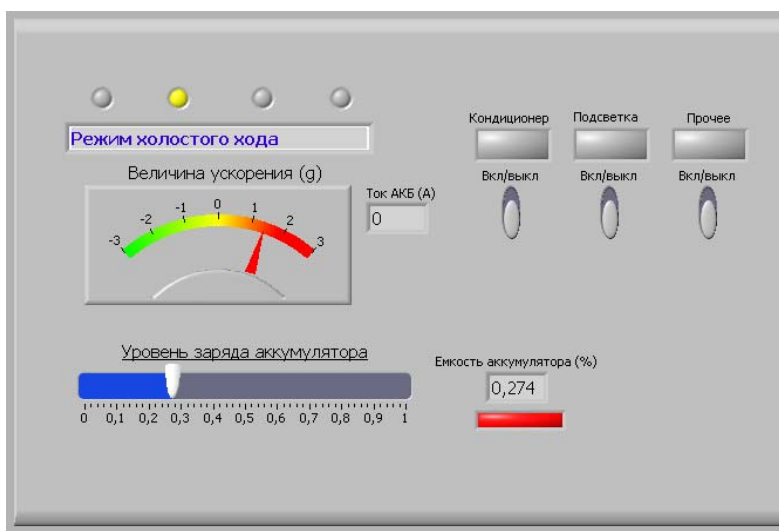 Режим холостого хода
Величина ускорения (g)
-3 -2 -1 0 1 2 3
Ток АКБ (А)
0
Кондиционер Подсветка Прочее
Вкл/выкл Вкл/выкл Вкл/выкл
Уровень заряда аккумулятора
0 0,1 0,2 0,3 0,4 0,5 0,6 0,7 0,8 0,9 1
Емкость аккумулятора (%)
0,274